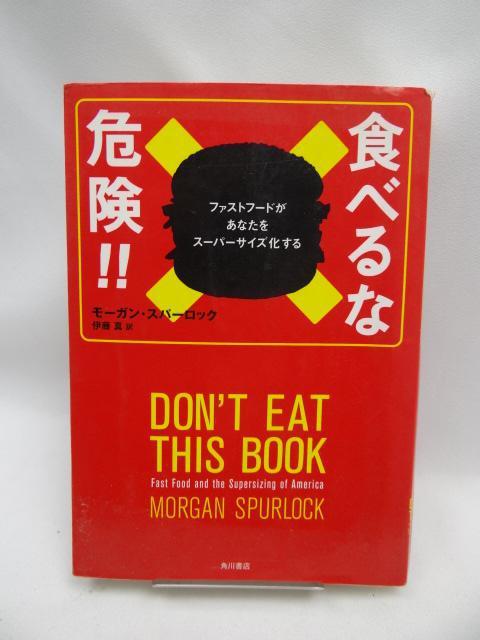 食べるな
危険!!
ファストフードが
あなたを
スーパーサイズ化する
モーガン・スパーロック
伊藤 真 訳
DON'T EAT
THIS BOOK
Fast Food and the Supersizing of America
MORGAN SPURLOCK
角川書店